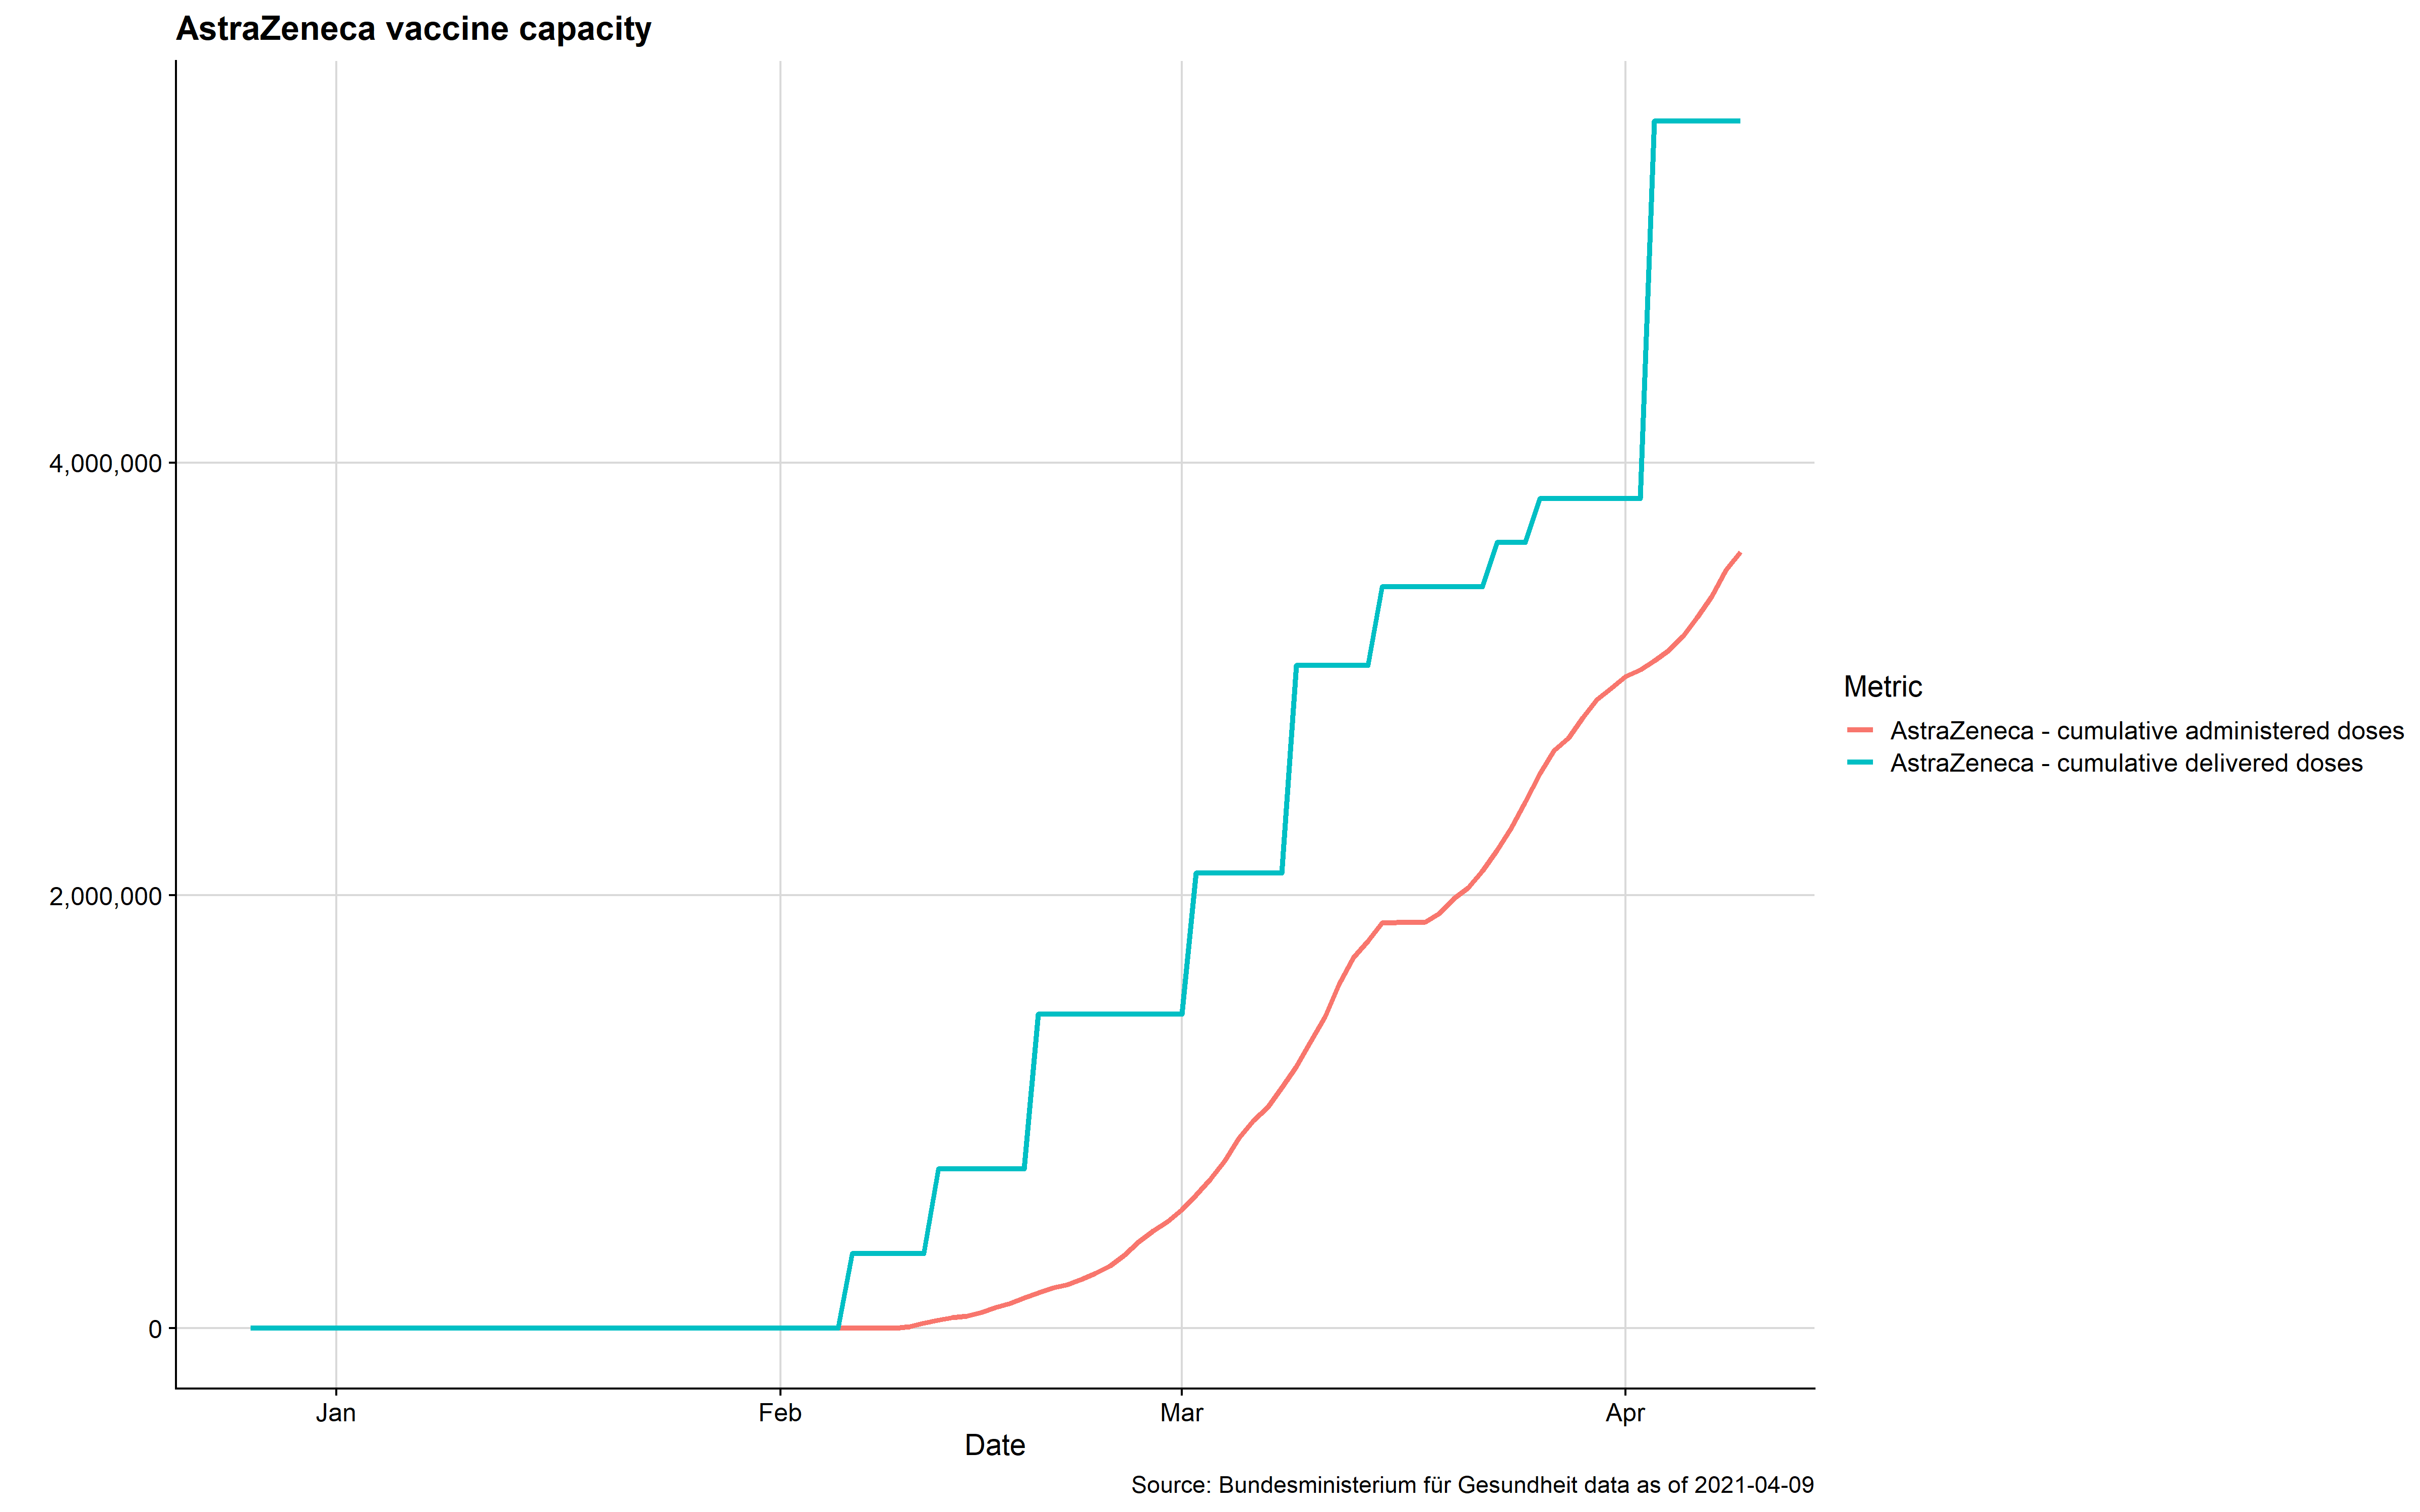 AstraZeneca vaccine capacity
4,000,000
2,000,000
0
Jan Feb Mar Apr
Date
Metric
AstraZeneca - cumulative administered doses
AstraZeneca - cumulative delivered doses
Source: Bundesministerium für Gesundheit data as of 2021-04-09